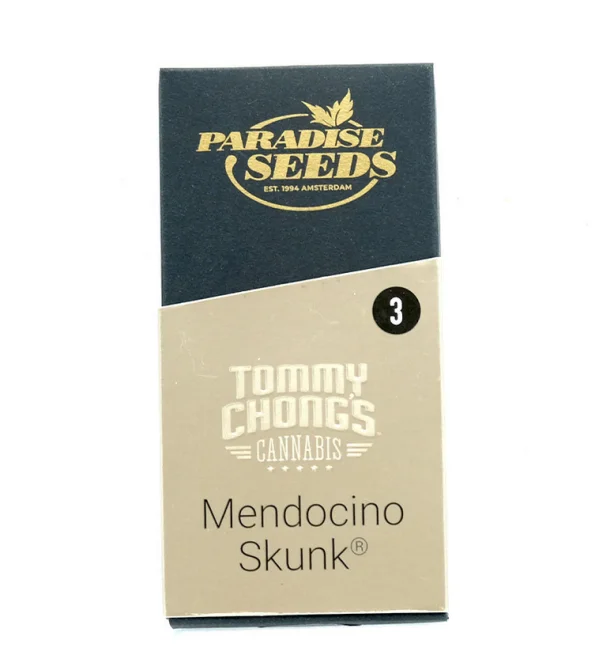 PARADISE
SEEDS
EST. 1994 AMSTERDAM
3
TOMMY
CHONG'S
CANNABIS
Mendocino
Skunk®